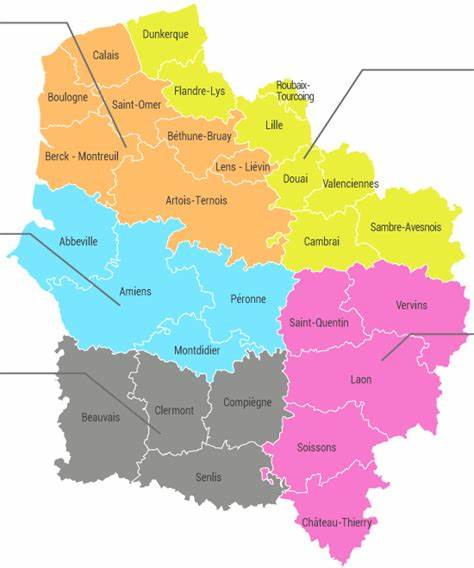 Dunkerque
Calais
Flandre-Lys
Roubaix-
Tourcoing
Boulogne
Saint-Omer
Lille
Béthune-Bruay
Berck - Montreuil
Lens - Liévin
Douai
Valenciennes
Artois-Ternois
Sambre-Avesnois
Abbeville
Cambrai
Amiens
Péronne
Vervins
Saint-Quentin
Montdidier
Laon
Compiègne
Clermont
Beauvais
Soissons
Senlis
Château-Thierry